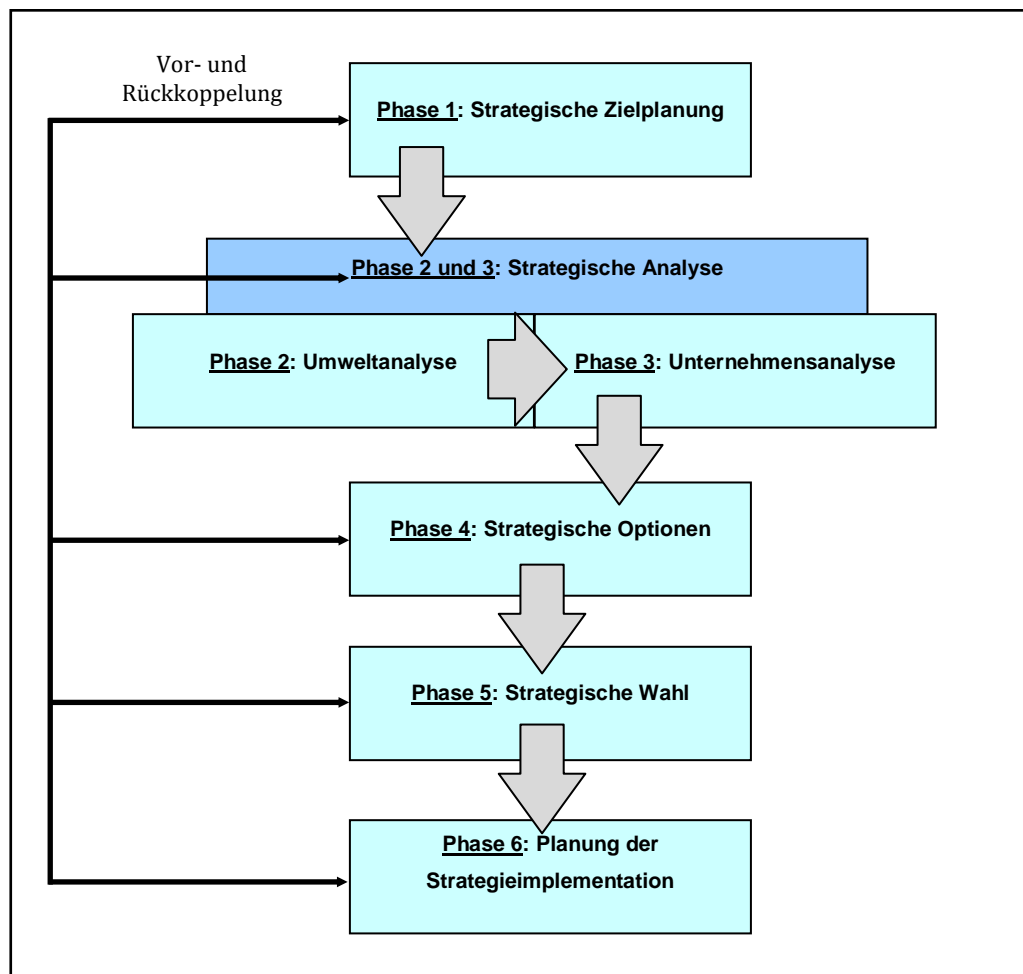 Vor- und
Rückkoppelung
Phase 1: Strategische Zielplanung
Phase 2 und 3: Strategische Analyse
Phase 2: Umweltanalyse
Phase 3: Unternehmensanalyse
Phase 4: Strategische Optionen
Phase 5: Strategische Wahl
Phase 6: Planung der
Strategieimplementation